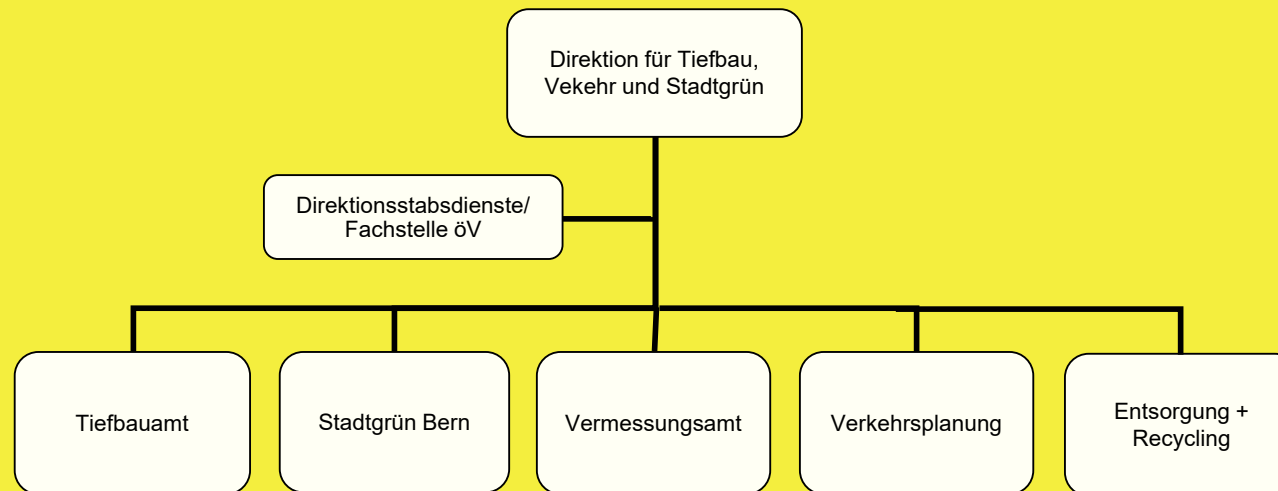 Direktion für Tiefbau,
Vekehr und Stadtgrün
Direktionsstabsdienste/
Fachstelle öV
Tiefbauamt
Stadtgrün Bern
Vermessungsamt
Verkehrsplanung
Entsorgung +
Recycling